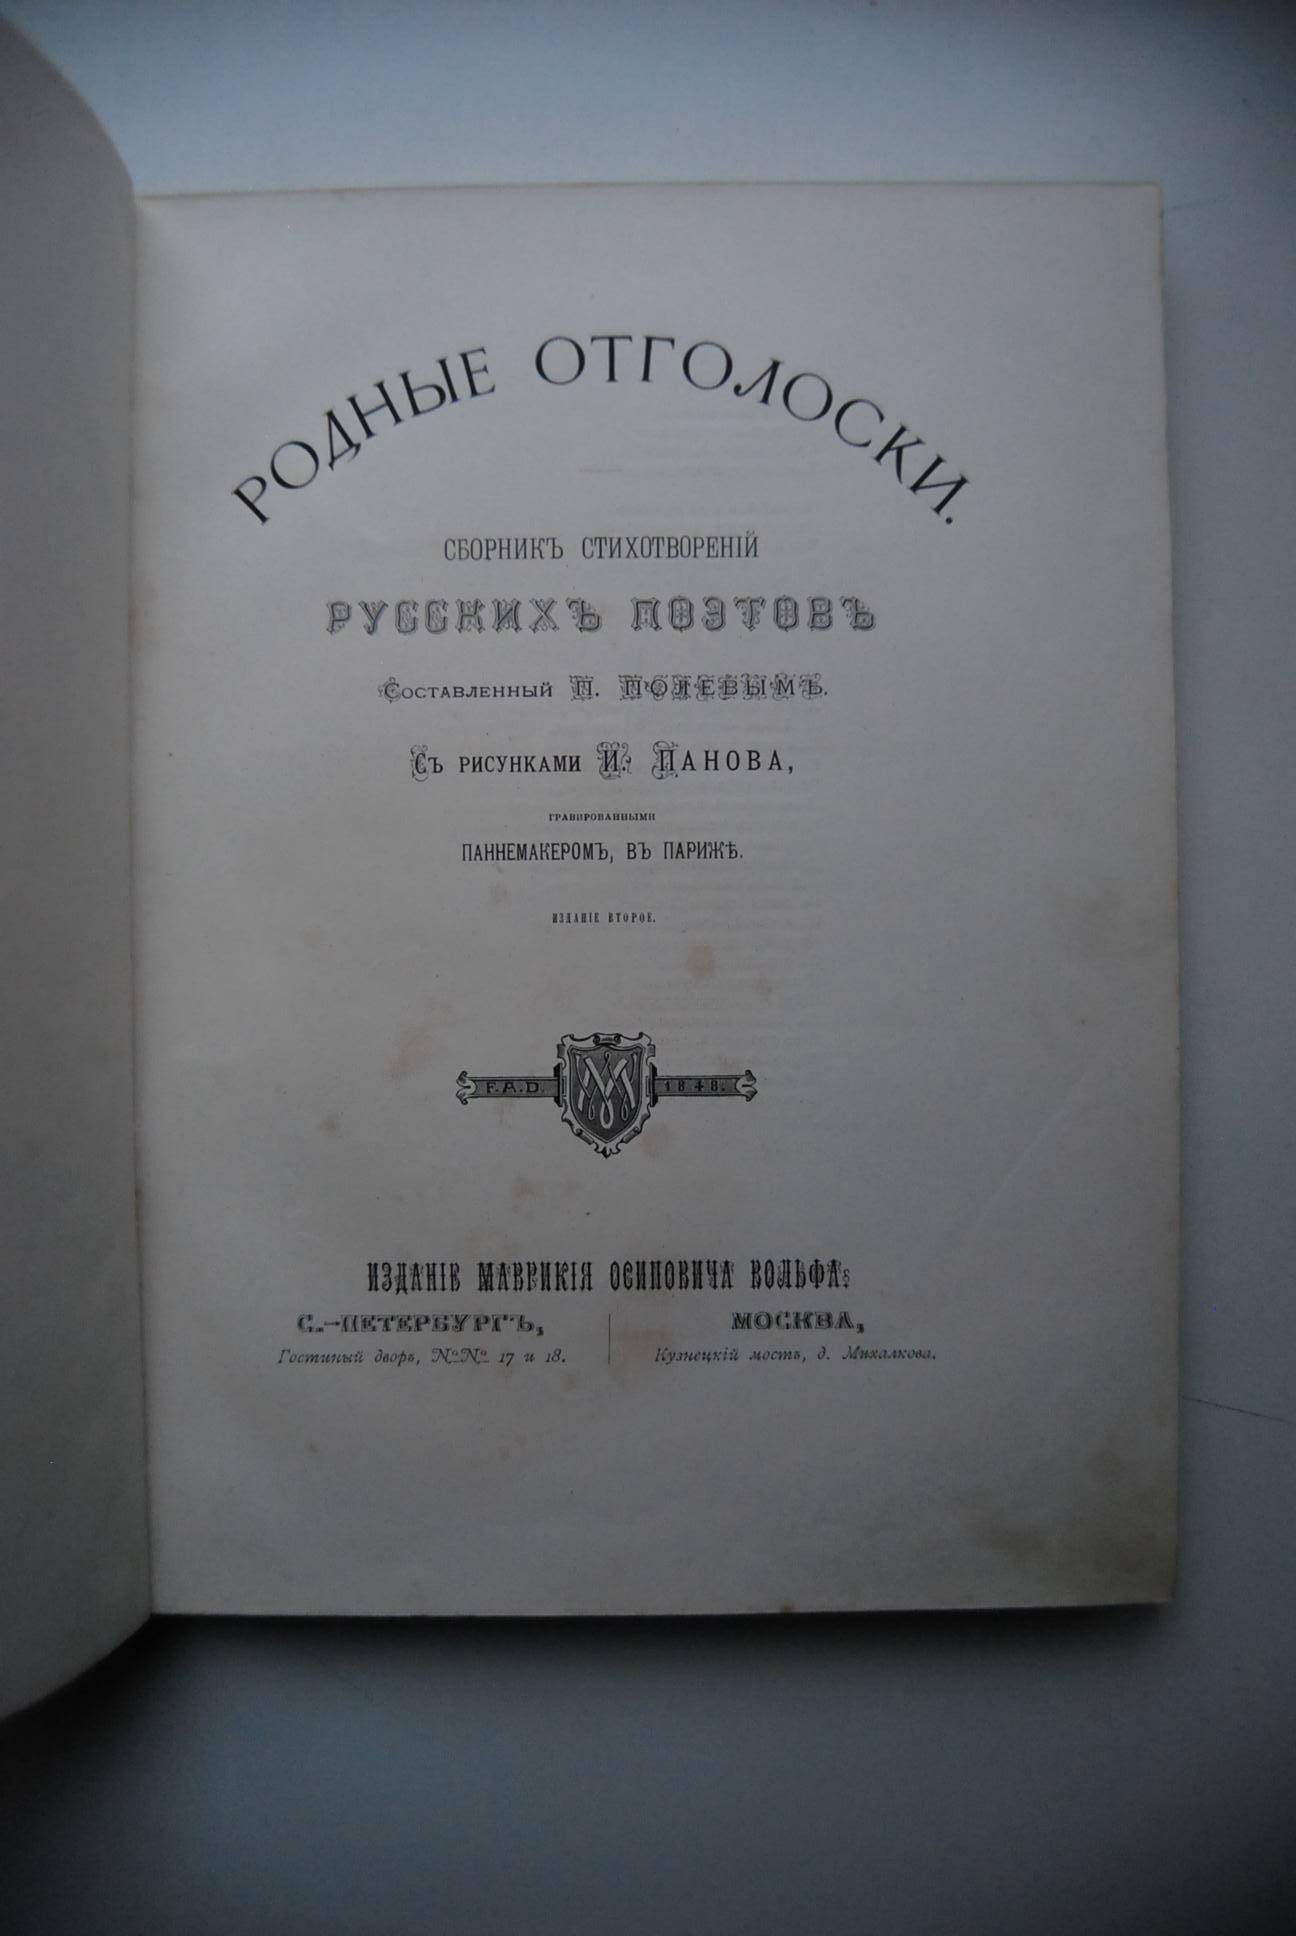 РОДНЫЕ ОТГОЛОСКИ.
СБОРНИКЪ СТИХОТВОРЕНІЙ
РУССКИХЪ ПОЭТОВЪ
СОСТАВЛЕННЫЙ П. ПОЛЕВЫМЪ.
СЪ РИСУНКАМИ И. ПАНОВА,
ГРАВИРОВАННЫМИ
ПАННЕМАКЕРОМЪ, ВЪ ПАРИЖѢ.
ИЗДАНІЕ ВТОРОЕ.
F.A.D. 1848.
ИЗДАНІЕ МАВРИКІЯ ОСИПОВИЧА ВОЛЬФА:
С.-ПЕТЕРБУРГЪ,
Гостиный дворъ, №№ 17 и 18.
МОСКВА,
Кузнецкій мостъ, д. Михалкова.